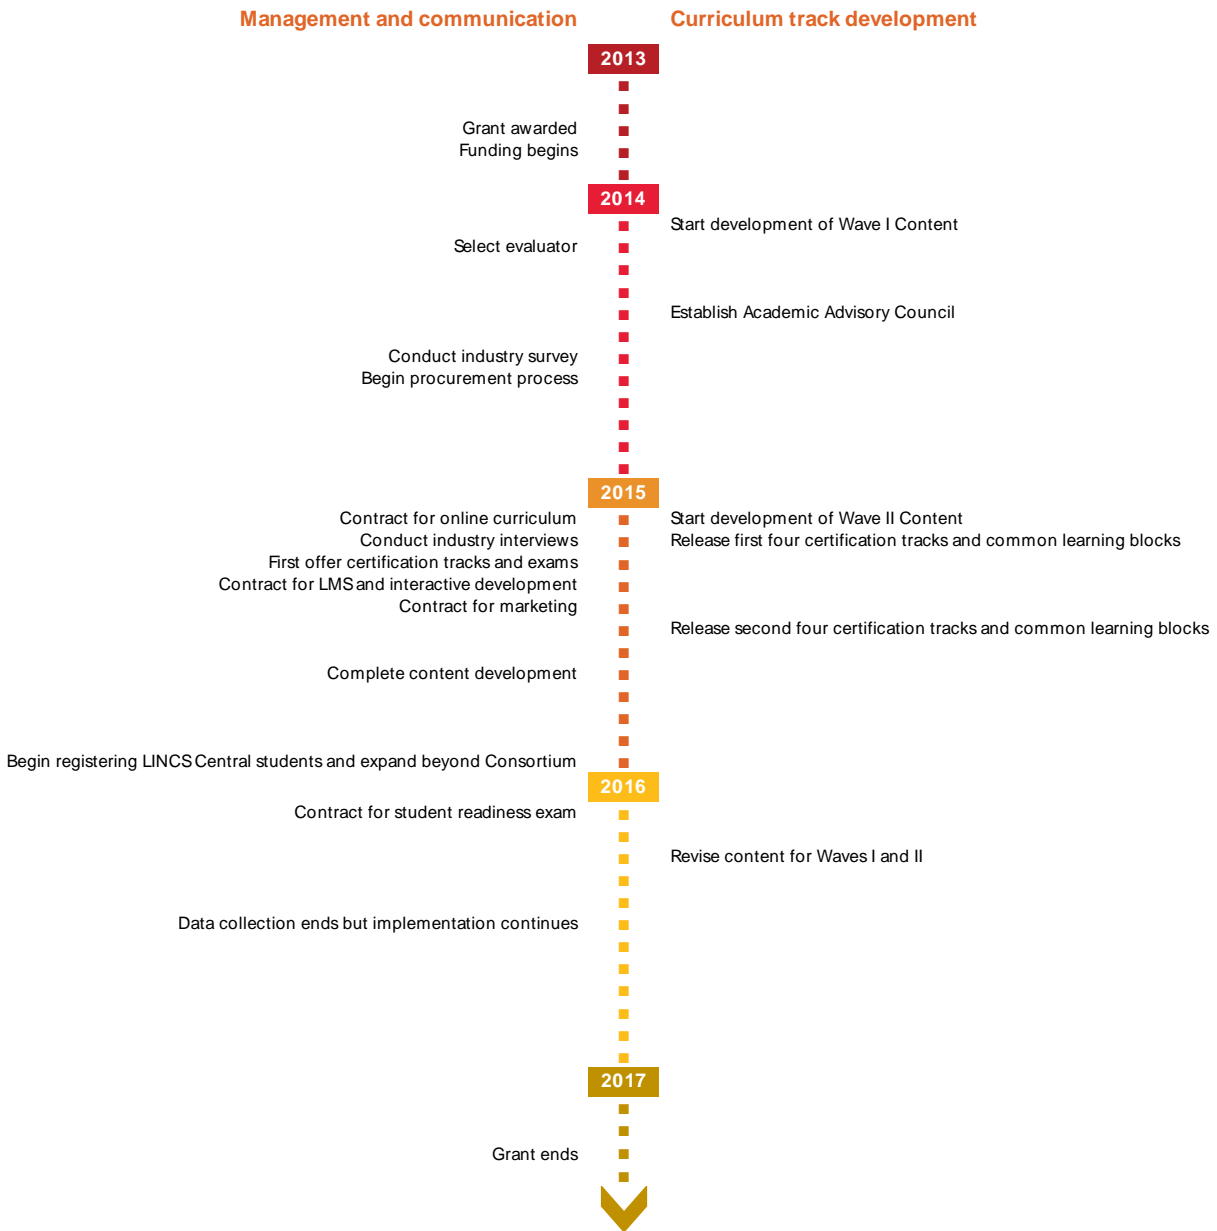 Management and communication
Curriculum track development
2013
Grant awarded
Funding begins
2014
Start development of Wave I Content
Select evaluator
Establish Academic Advisory Council
Conduct industry survey
Begin procurement process
2015
Contract for online curriculum
Start development of Wave II Content
Conduct industry interviews
Release first four certification tracks and common learning blocks
First offer certification tracks and exams
Contract for LMS and interactive development
Contract for marketing
Release second four certification tracks and common learning blocks
Complete content development
Begin registering LINCS Central students and expand beyond Consortium
2016
Contract for student readiness exam
Revise content for Waves I and II
Data collection ends but implementation continues
2017
Grant ends